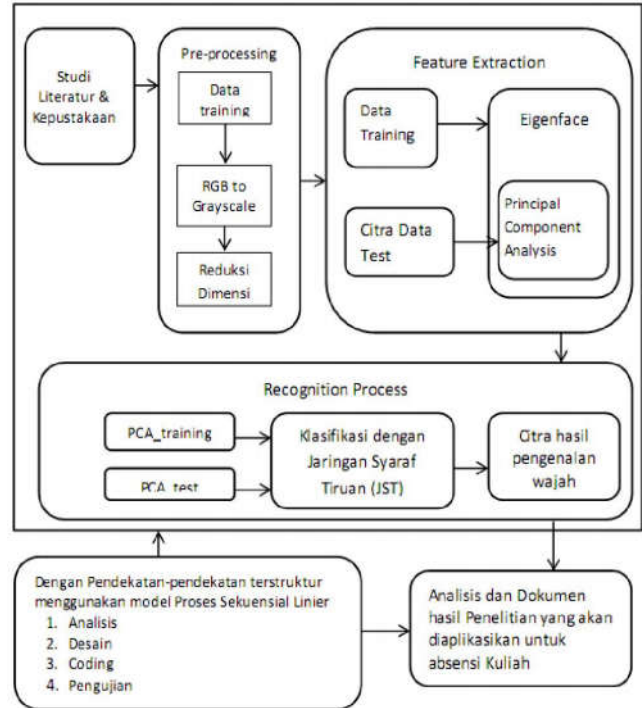 Studi
Literatur &
Kepustakaan
Pre-processing
Data
training
RGB to
Grayscale
Reduksi
Dimensi
Feature Extraction
Data
Training
Citra Data
Test
Eigenface
Principal
Component
Analysis
Recognition Process
PCA_training
PCA_test
Klasifikasi dengan
Jaringan Syaraf
Tiruan (JST)
Citra hasil
pengenalan
wajah
Dengan Pendekatan-pendekatan terstruktur
menggunakan model Proses Sekuensial Linier
1. Analisis
2. Desain
3. Coding
4. Pengujian
Analisis dan Dokumen
hasil Penelitian yang akan
diaplikasikan untuk
absensi Kuliah